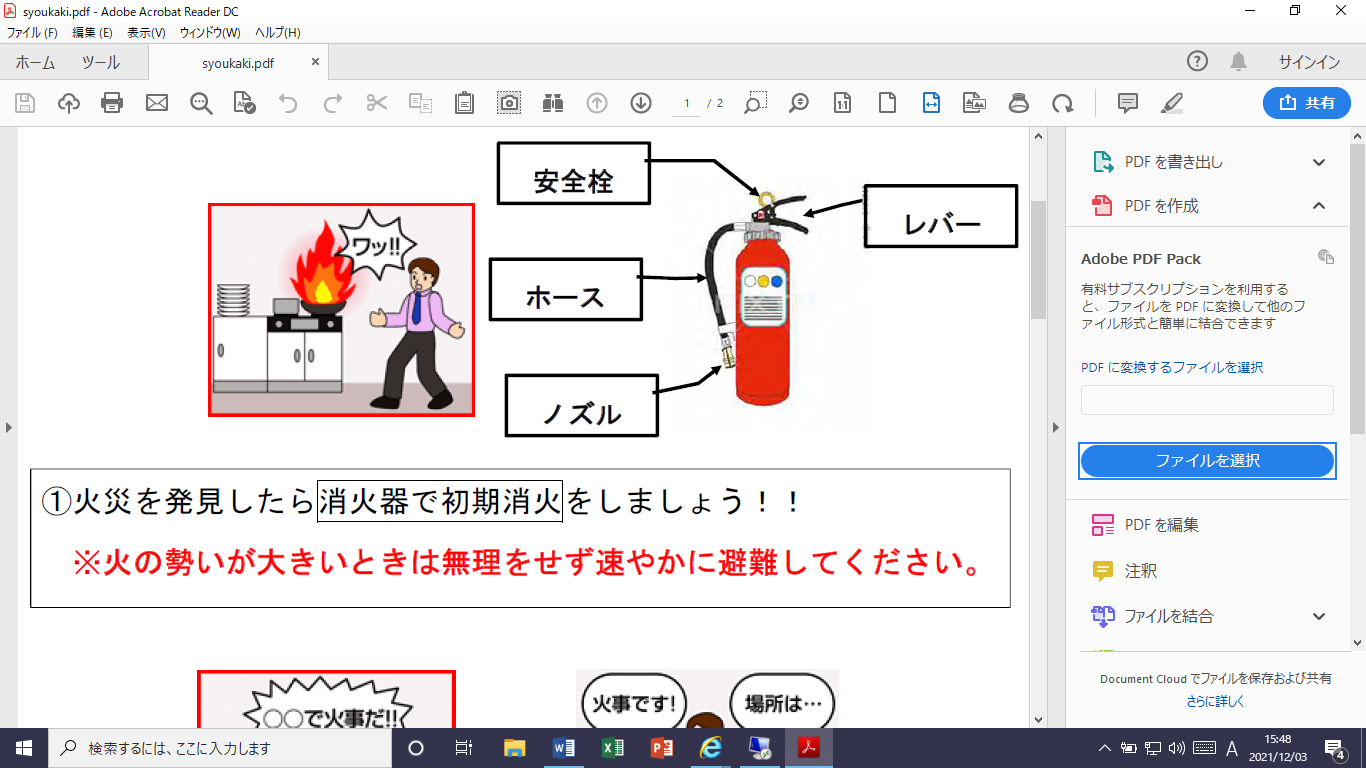 syoukaki.pdf - Adobe Acrobat Reader DC
ファイル (F) 編集 (E) 表示(V) ウィンドウ(W) ヘルプ(H)
ホーム ツール syoukaki.pdf × サインイン
1 / 2 共有
安全栓
レバー
ワッ!!
ホース
ノズル
①火災を発見したら消火器で初期消火をしましょう！！
※火の勢いが大きいときは無理をせず速やかに避難してください。
○○で火事だ!!
火事です!
場所は…
PDF を書き出し
PDF を作成
Adobe PDF Pack
有料サブスクリプションを利用する
と、ファイルを PDF に変換して他のフ
ァイル形式と簡単に結合できます
PDF に変換するファイルを選択
ファイルを選択
PDF を編集
注釈
ファイルを結合
Document Cloud でファイルを保存および共有
さらに詳しく
検索するには、ここに入力します
A
15:48
2021/12/03
4